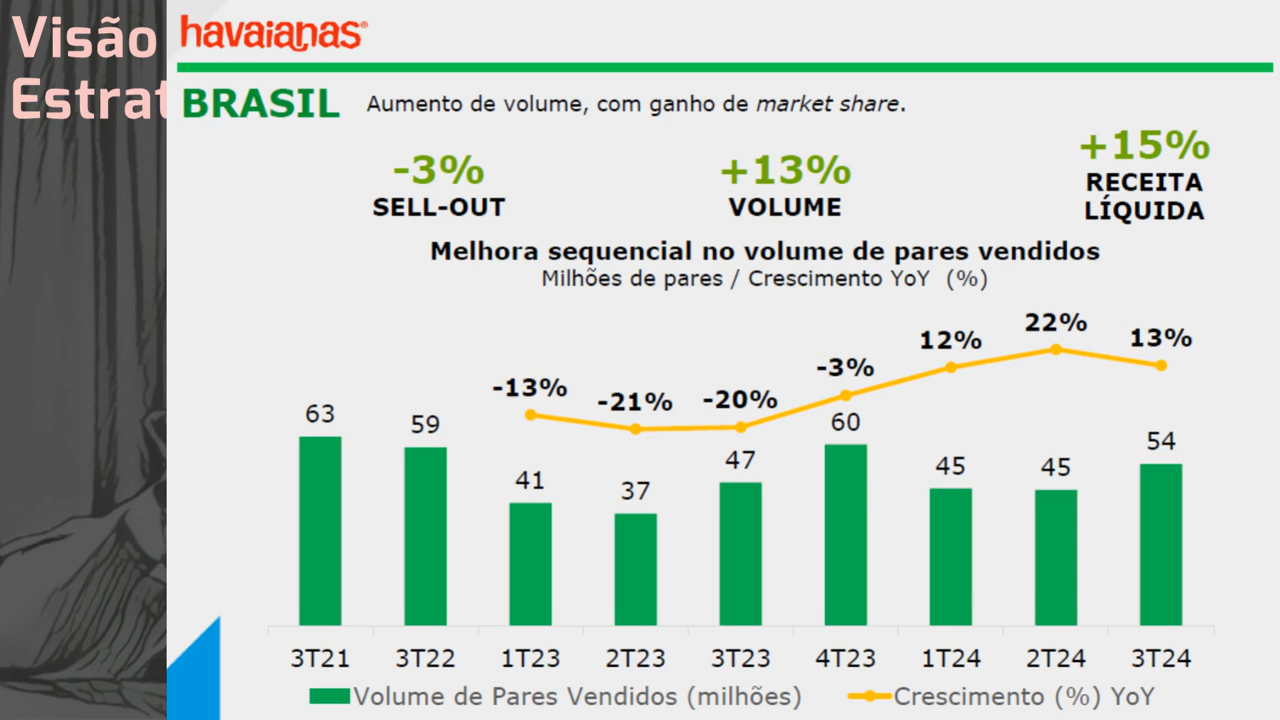 Visão
Estrat
havaianas®
BRASIL
Aumento de volume, com ganho de market share.
-3%
SELL-OUT
+13%
VOLUME
+15%
RECEITA
LÍQUIDA
Melhora sequencial no volume de pares vendidos
Milhões de pares / Crescimento YoY (%)
-13%
-21%
-20%
-3%
12%
22%
13%
63
59
41
37
47
60
45
45
54
3T21
3T22
1T23
2T23
3T23
4T23
1T24
2T24
3T24
Volume de Pares Vendidos (milhões)
Crescimento (%) YoY